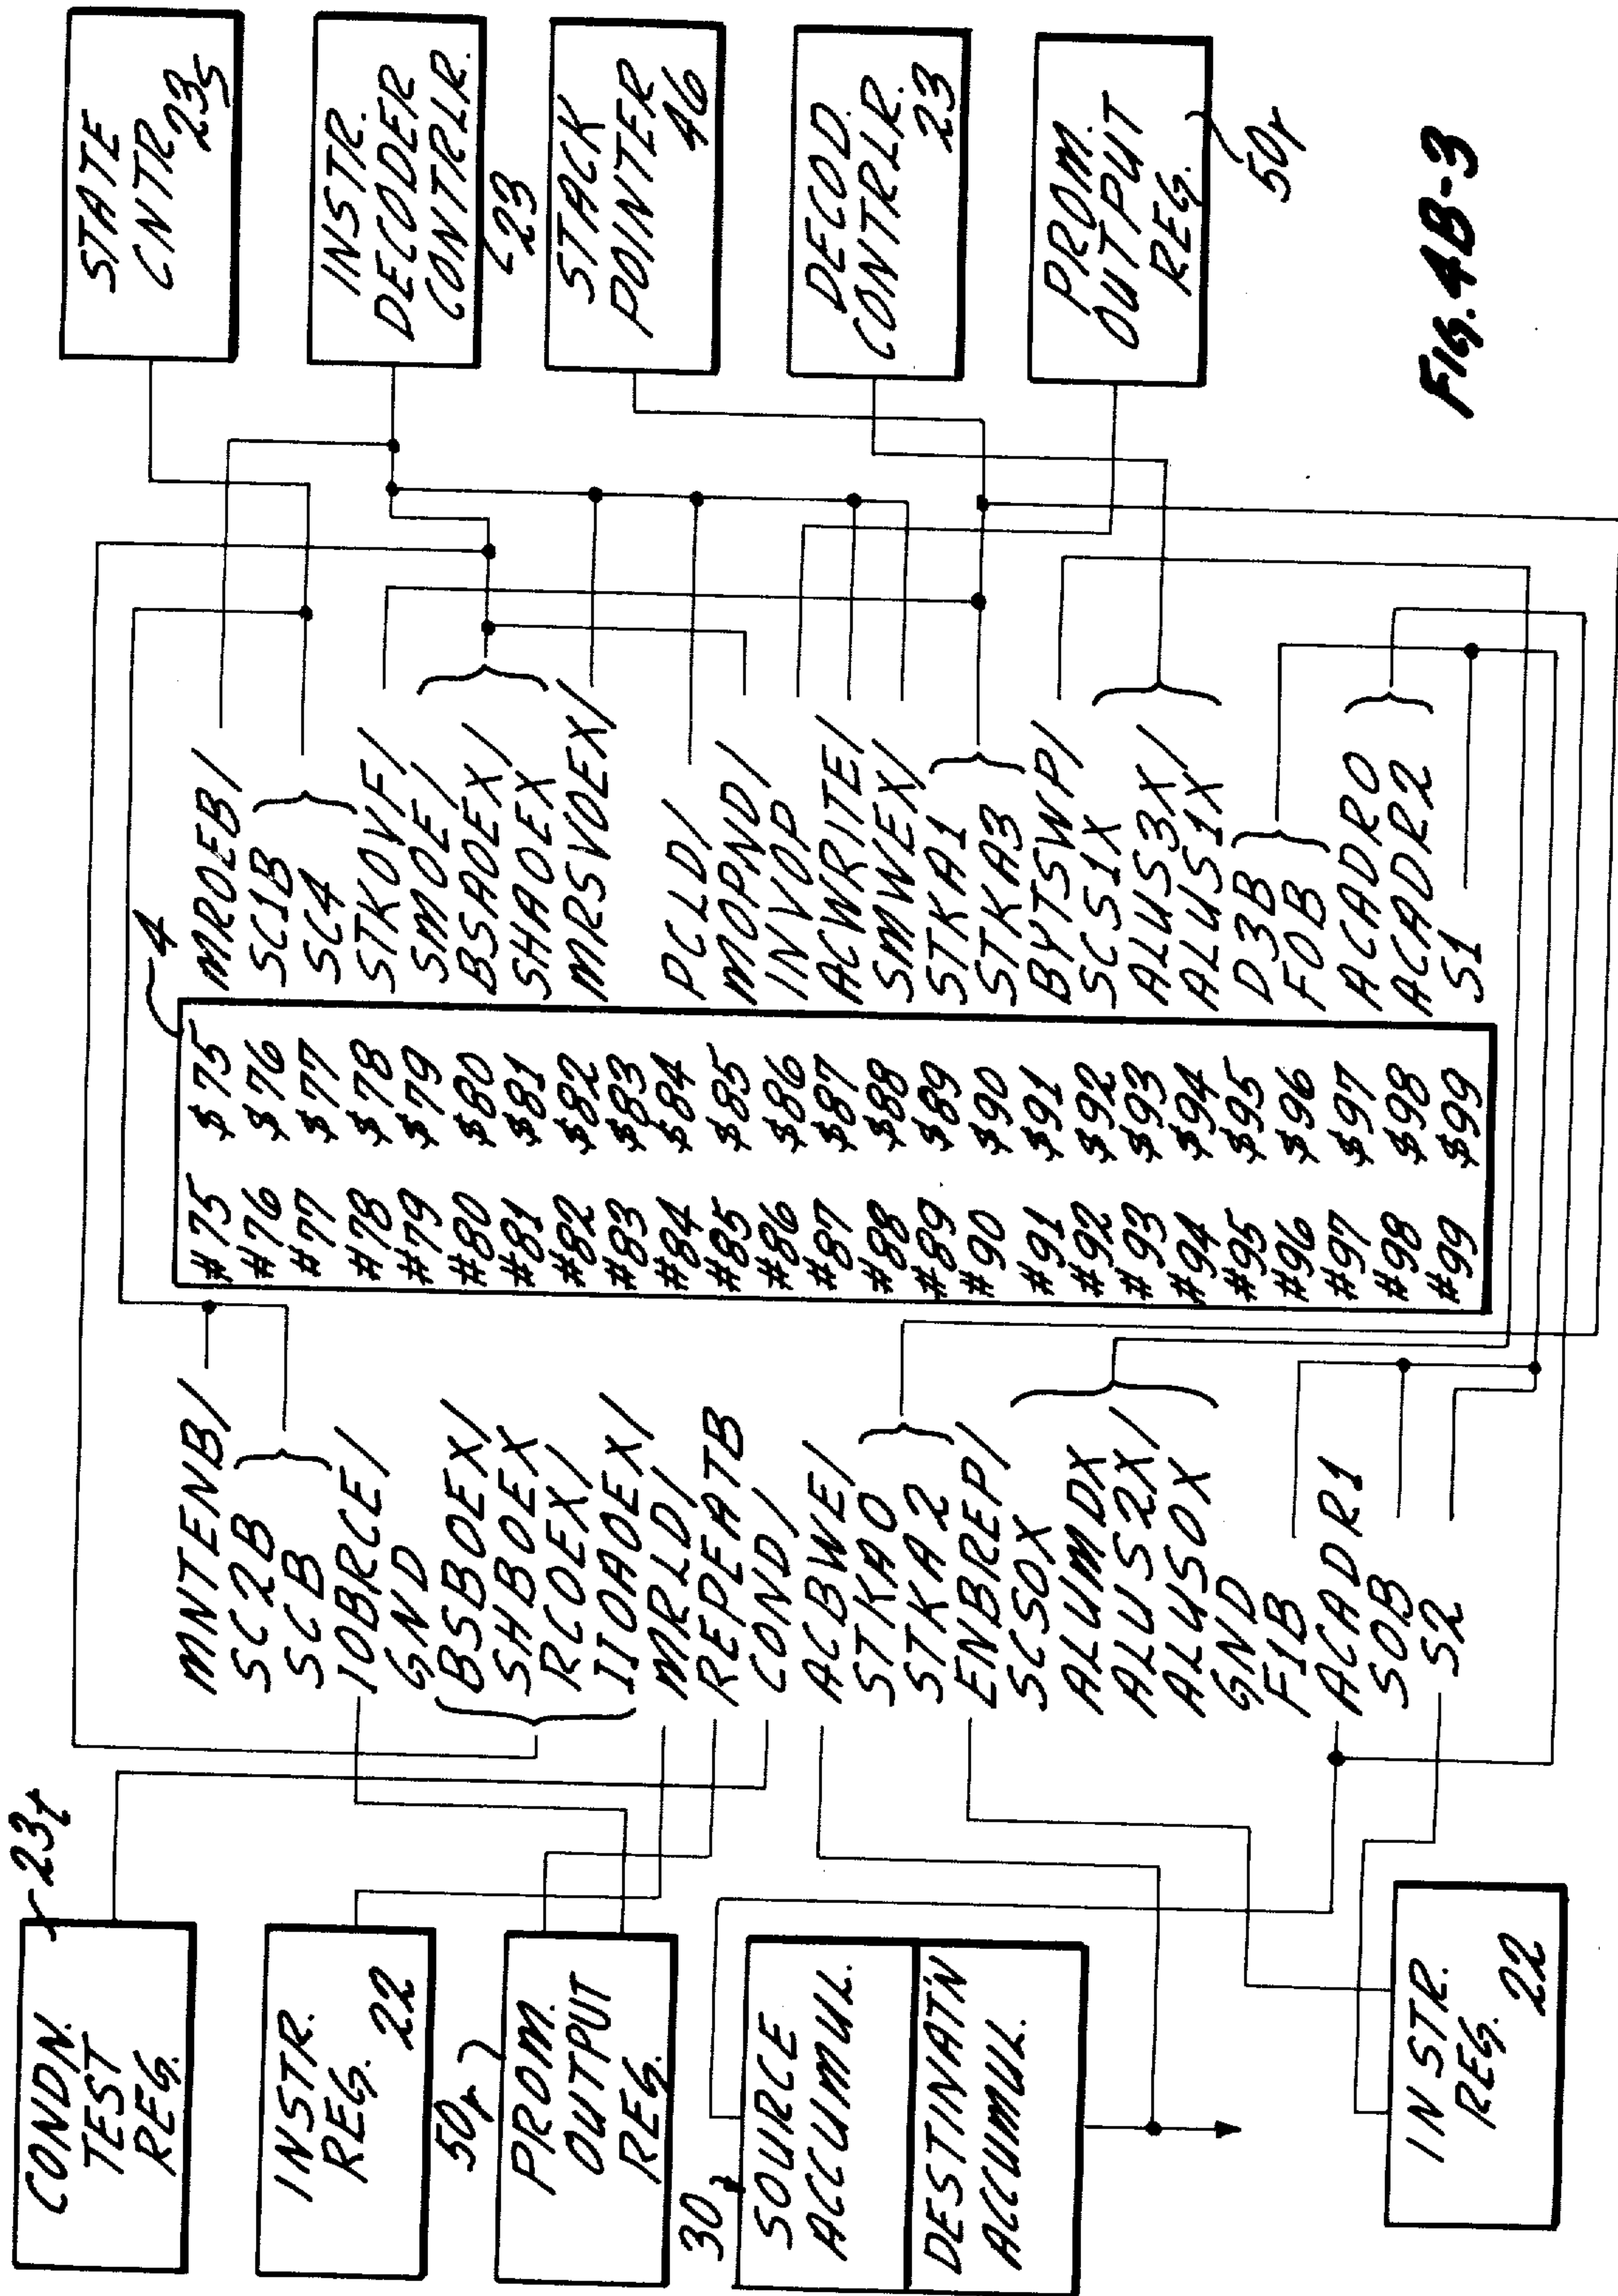 CONDN.
TEST
REG.
23t
INSTR.
REG.
22
50r
PROM.
OUTPUT
REG.
30
SOURCE
ACCUMUL.
DESTINAT'N
ACCUMUL.
INSTR.
REG.
22
MNTENB/
SC2B
SCB
IOBRCE/
GND
BSBOEX/
SHBOEX
RCOEX/
IIOAOEX/
MRLD/
REPEATB
COND/
ACBWE/
STKA0
STKA2
ENBREP/
SCS0X
ALUMDX
ALUS2X/
ALUS0X
GND
F1B
ACADR1
S0B
S2
4
#75 $75
#76 $76
#77 $77
#78 $78
#79 $79
#80 $80
#81 $81
#82 $82
#83 $83
#84 $84
#85 $85
#86 $86
#87 $87
#88 $88
#89 $89
#90 $90
#91 $91
#92 $92
#93 $93
#94 $94
#95 $95
#96 $96
#97 $97
#98 $98
#99 $99
MROEB/
SC1B
SC4
STKOVF/
SMOE/
BSAOEX/
SHAOEX
MRSVOEX/
PCLD/
MOPND/
INVOP
ACWRITE/
SMWEX/
STKA1
STKA3
BYTSWP/
SCS1X
ALUS3X/
ALUS1X
D3B
F0B
ACADR0
ACADR2
S1
STATE
CNTR
23s
INSTR.
DECODER
CONTRLR.
23
STACK
POINTER
46
DECOD.
CONTRLR.
23
PROM.
OUTPUT
REG.
50r
FIG. 4B-3